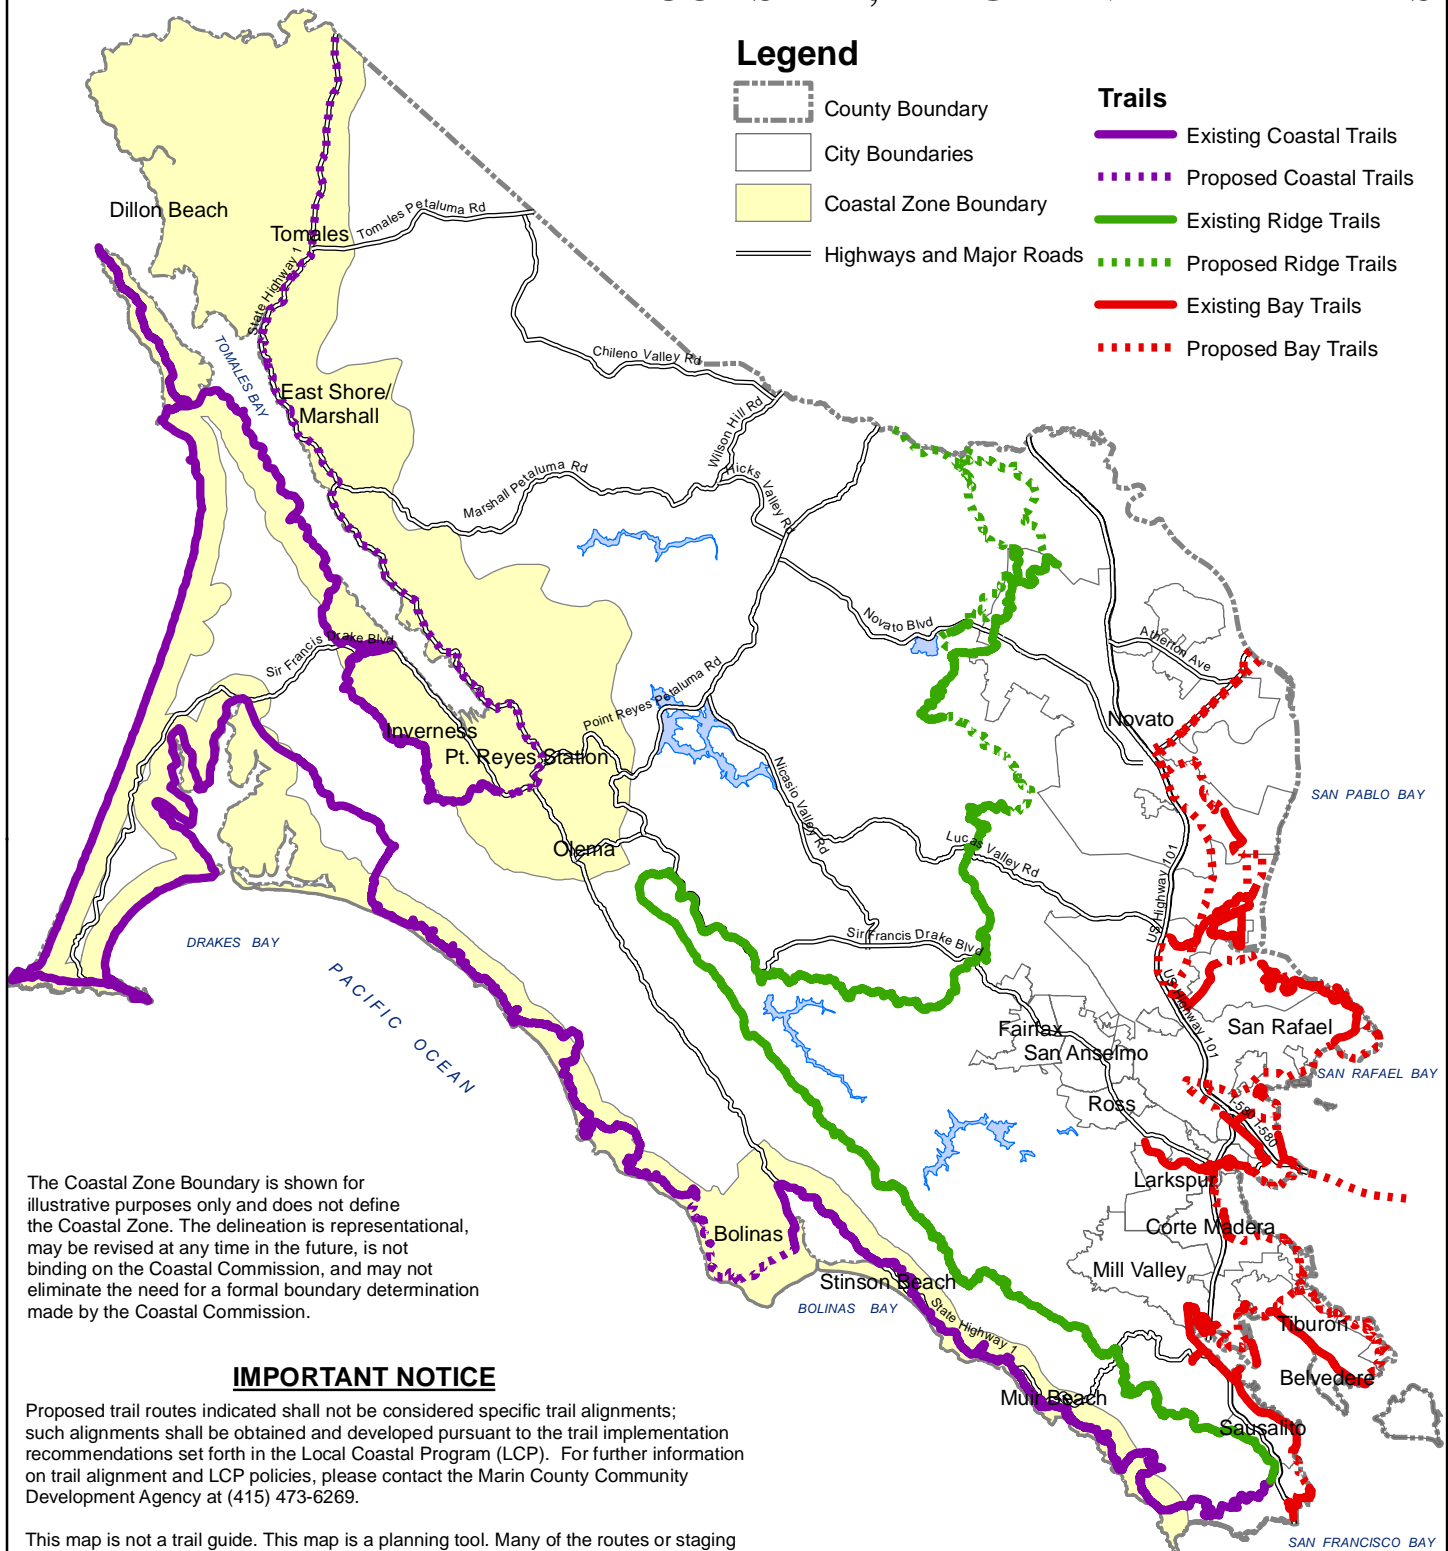 Legend
County Boundary
City Boundaries
Coastal Zone Boundary
Highways and Major Roads
Trails
Existing Coastal Trails
Proposed Coastal Trails
Existing Ridge Trails
Proposed Ridge Trails
Existing Bay Trails
Proposed Bay Trails
Dillon Beach
Tomales
Tomales Petaluma Rd
State Highway 1
TOMALES BAY
East Shore/
Marshall
Chileno Valley Rd
Wilson Hill Rd
Hicks Valley Rd
Marshall Petaluma Rd
Novato Blvd
Atherton Ave
Sir Francis Drake Blvd
Point Reyes Petaluma Rd
Inverness
Pt. Reyes Station
Novato
Nicasio Valley Rd
SAN PABLO BAY
Olema
Lucas Valley Rd
US Highway 101
DRAKES BAY
Sir Francis Drake Blvd
PACIFIC OCEAN
US Highway 101
Fairfax
San Anselmo
San Rafael
SAN RAFAEL BAY
Ross
I-580
I-580
Larkspur
Corte Madera
Mill Valley
Bolinas
Stinson Beach
BOLINAS BAY
State Highway 1
Tiburon
Belvedere
Muir Beach
Sausalito
SAN FRANCISCO BAY
The Coastal Zone Boundary is shown for
illustrative purposes only and does not define
the Coastal Zone. The delineation is representational,
may be revised at any time in the future, is not
binding on the Coastal Commission, and may not
eliminate the need for a formal boundary determination
made by the Coastal Commission.
IMPORTANT NOTICE
Proposed trail routes indicated shall not be considered specific trail alignments;
such alignments shall be obtained and developed pursuant to the trail implementation
recommendations set forth in the Local Coastal Program (LCP). For further information
on trail alignment and LCP policies, please contact the Marin County Community
Development Agency at (415) 473-6269.
This map is not a trail guide. This map is a planning tool. Many of the routes or staging